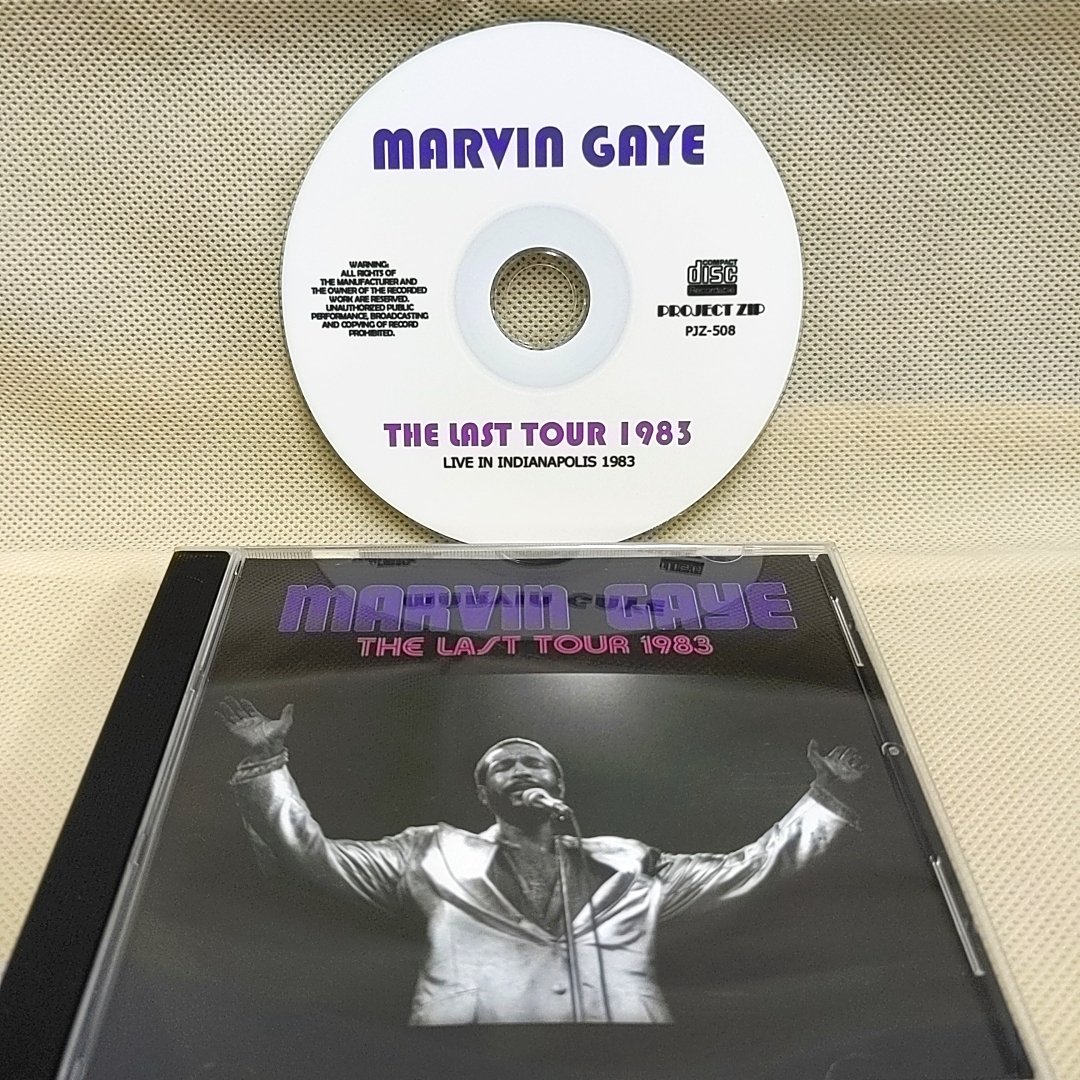 MARVIN GAYE
WARNING:
ALL RIGHTS OF
THE MANUFACTURER AND
THE OWNER OF THE RECORDED
WORK ARE RESERVED.
UNAUTHORIZED PUBLIC
PERFORMANCE, BROADCASTING
AND COPYING OF RECORD
PROHIBITED.
COMPACT
disc
Recordable
PROJECT ZIP
PJZ-508
THE LAST TOUR 1983
LIVE IN INDIANAPOLIS 1983
MARVIN GAYE
THE LAST TOUR 1983